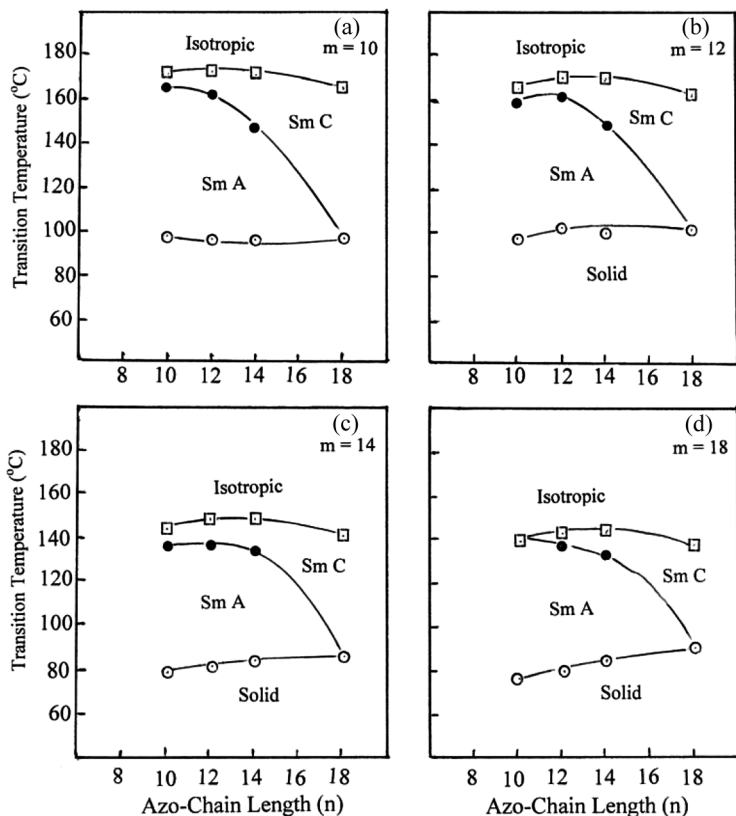 (a)
Isotropic
m = 10
Sm C
Sm A
Transition Temperature (°C)
180
160
140
120
100
80
60
8 10 12 14 16 18
(b)
m = 12
Isotropic
Sm C
Sm A
Solid
8 10 12 14 16 18
(c)
m = 14
Isotropic
Sm C
Sm A
Solid
Transition Temperature (°C)
180
160
140
120
100
80
60
8 10 12 14 16 18
Azo-Chain Length (n)
(d)
m = 18
Isotropic
Sm C
Sm A
Solid
8 10 12 14 16 18
Azo-Chain Length (n)